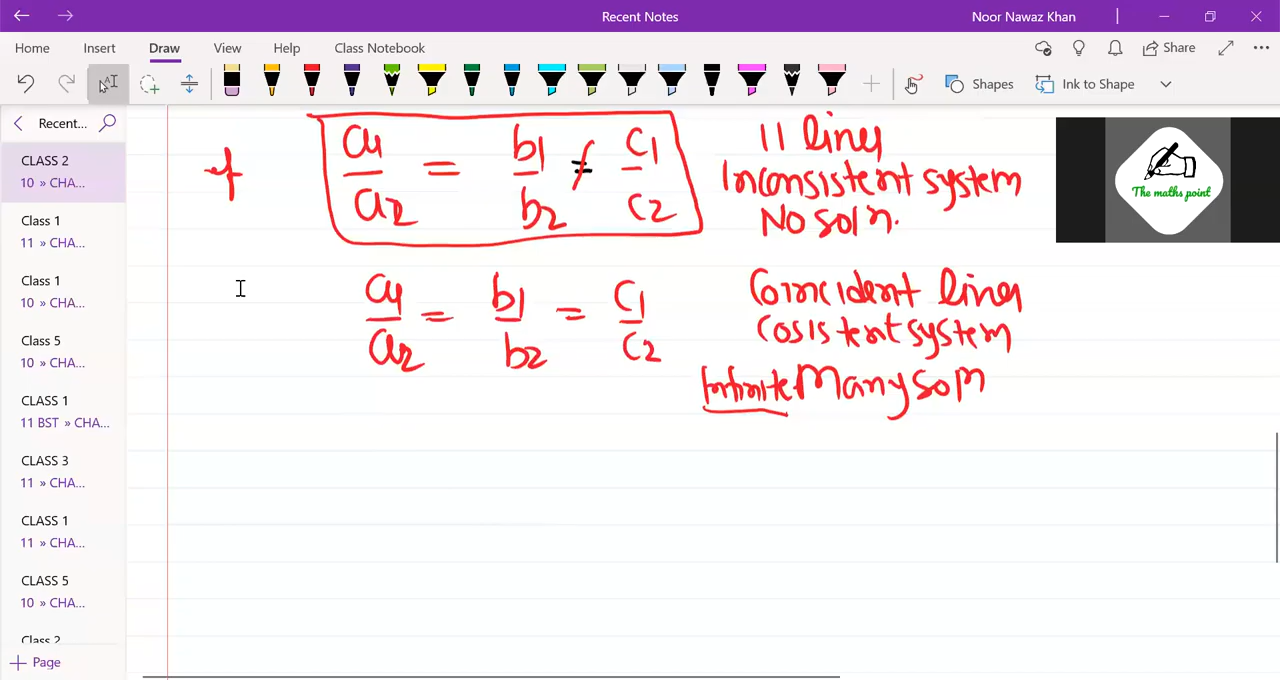 Recent Notes
Noor Nawaz Khan
Home Insert Draw View Help Class Notebook
Share
Shapes
Ink to Shape
Recent...
CLASS 2
10 » CHA...
Class 1
11 » CHA...
Class 1
10 » CHA...
Class 5
10 » CHA...
CLASS 1
11 BST » CHA...
CLASS 3
11 » CHA...
CLASS 1
11 » CHA...
CLASS 5
10 » CHA...
Class 2
+ Page
if a1/a2 = b1/b2 ≠ c1/c2
11 lines
Inconsistent system
No soln.
a1/a2 = b1/b2 = c1/c2
Coincident lines
Cosistent system
Infinite Many soln
The maths point